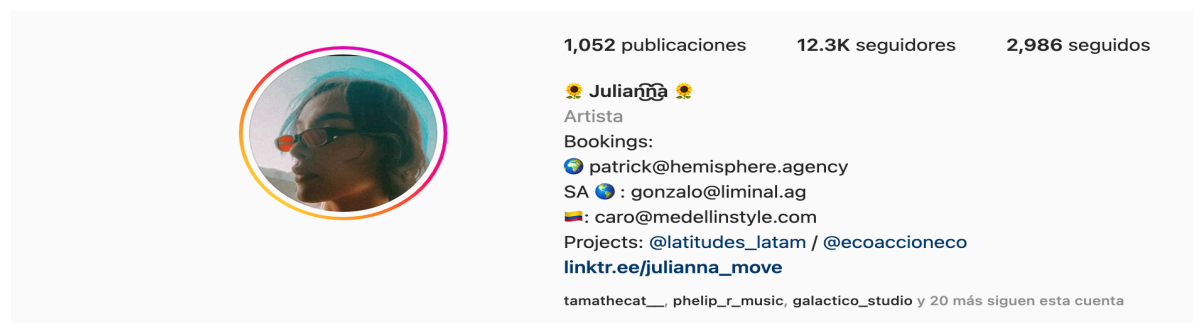 1,052 publicaciones 12.3K seguidores 2,986 seguidos
🌻 Julian͜͡n͜͡a 🌻
Artista
Bookings:
🌍 patrick@hemisphere.agency
SA 🌎 : gonzalo@liminal.ag
🇨🇴: caro@medellinstyle.com
Projects: @latitudes_latam / @ecoaccioneco
linktr.ee/julianna_move
tamathecat__, phelip_r_music, galactico_studio y 20 más siguen esta cuenta